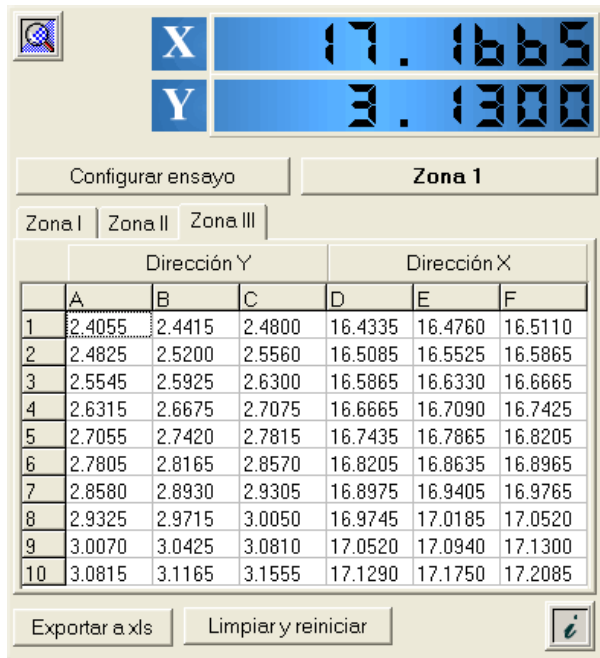 X 17.1665
Y 3.1300
Configurar ensayo Zona 1
Zona I Zona II Zona III
Dirección Y Dirección X
A B C D E F
1 2.4055 2.4415 2.4800 16.4335 16.4760 16.5110
2 2.4825 2.5200 2.5560 16.5085 16.5525 16.5865
3 2.5545 2.5925 2.6300 16.5865 16.6330 16.6665
4 2.6315 2.6675 2.7075 16.6665 16.7090 16.7425
5 2.7055 2.7420 2.7815 16.7435 16.7865 16.8205
6 2.7805 2.8165 2.8570 16.8205 16.8635 16.8965
7 2.8580 2.8930 2.9305 16.8975 16.9405 16.9765
8 2.9325 2.9715 3.0050 16.9745 17.0185 17.0520
9 3.0070 3.0425 3.0810 17.0520 17.0940 17.1300
10 3.0815 3.1165 3.1555 17.1290 17.1750 17.2085
Exportar a xls Limpiar y reiniciar i